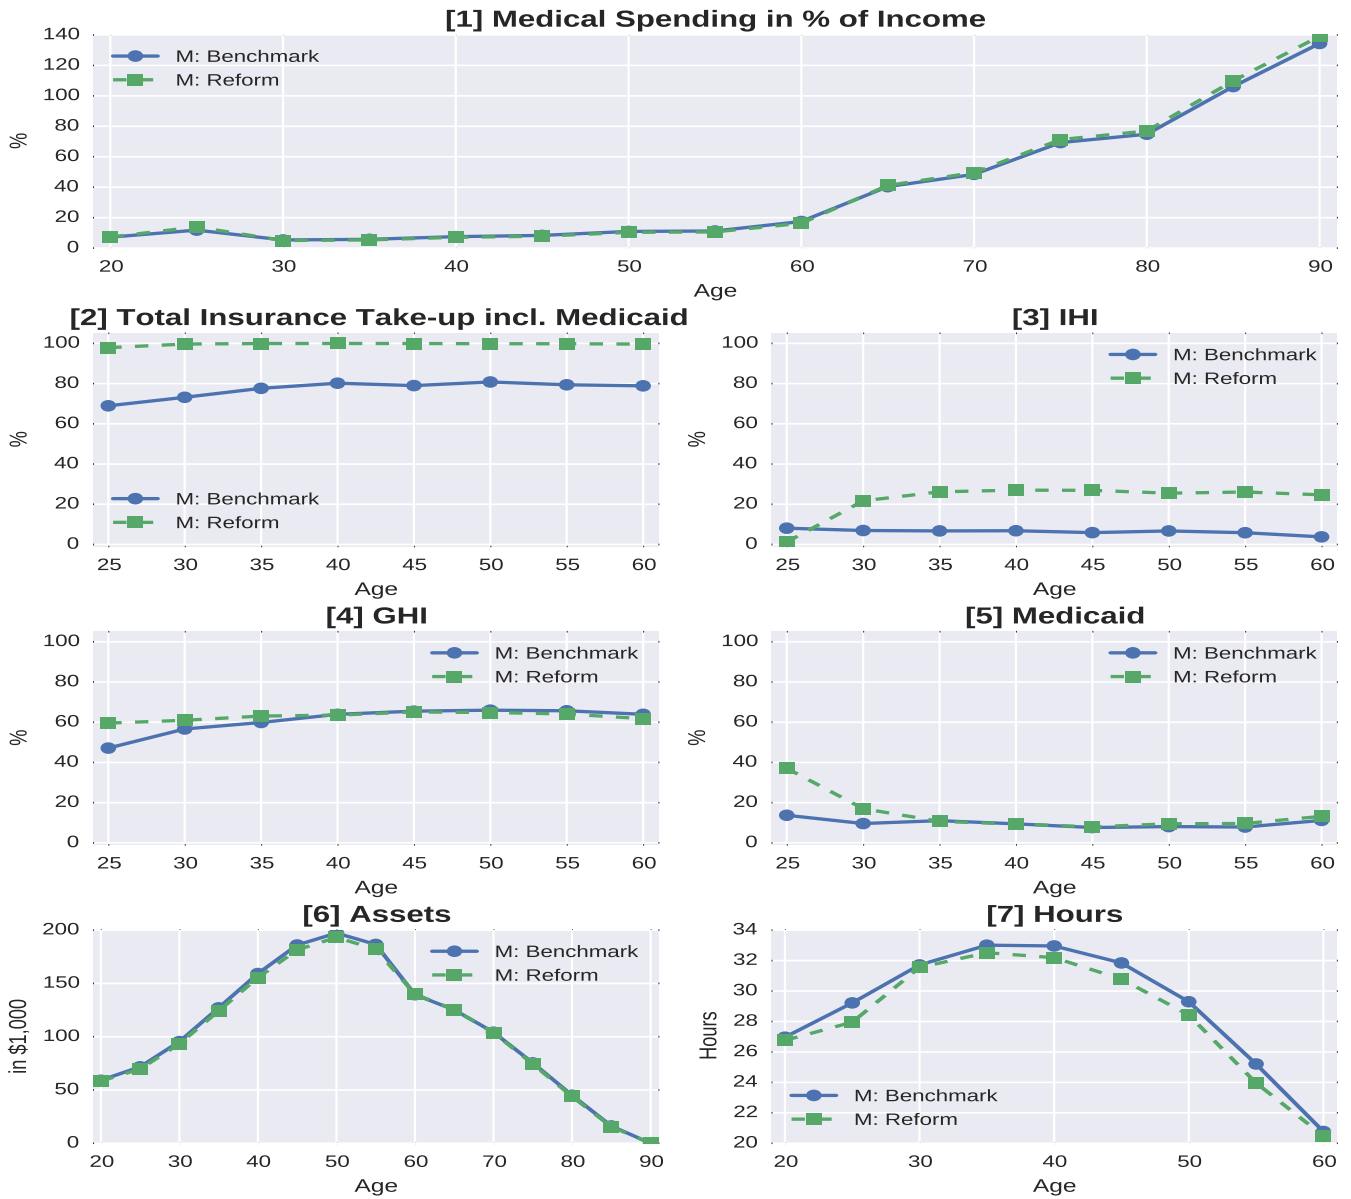 [1] Medical Spending in % of Income
140
120
100
80
60
40
20
0
%
M: Benchmark
M: Reform
20 30 40 50 60 70 80 90
Age
[2] Total Insurance Take-up incl. Medicaid
100
80
60
40
20
0
%
M: Benchmark
M: Reform
25 30 35 40 45 50 55 60
Age
[3] IHI
100
80
60
40
20
0
%
M: Benchmark
M: Reform
25 30 35 40 45 50 55 60
Age
[4] GHI
100
80
60
40
20
0
%
M: Benchmark
M: Reform
25 30 35 40 45 50 55 60
Age
[5] Medicaid
100
80
60
40
20
0
%
M: Benchmark
M: Reform
25 30 35 40 45 50 55 60
Age
[6] Assets
200
150
100
50
0
in $1,000
M: Benchmark
M: Reform
20 30 40 50 60 70 80 90
Age
[7] Hours
34
32
30
28
26
24
22
20
Hours
M: Benchmark
M: Reform
20 30 40 50 60
Age